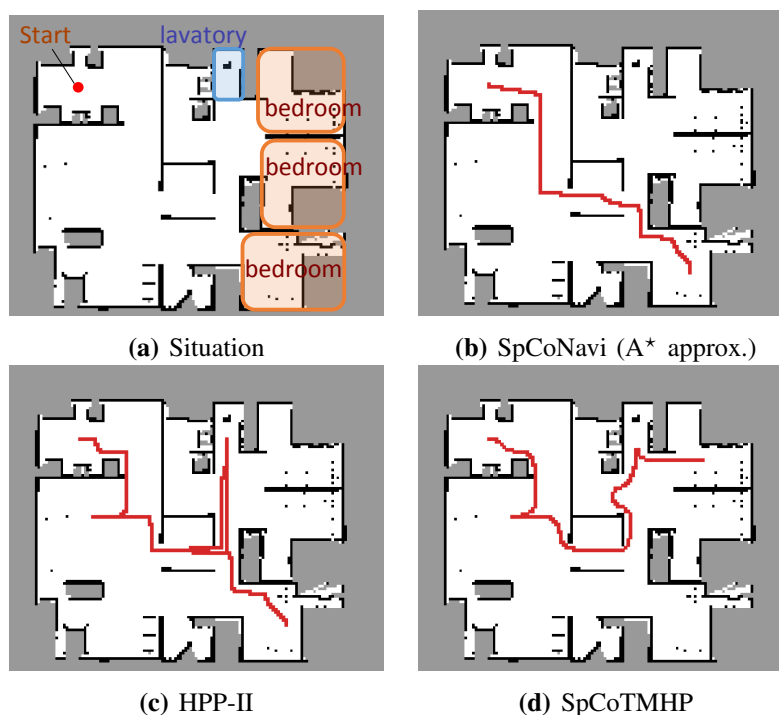 Start
lavatory
bedroom
bedroom
bedroom
(a) Situation
(b) SpCoNavi (A⋆ approx.)
(c) HPP-II
(d) SpCoTMHP